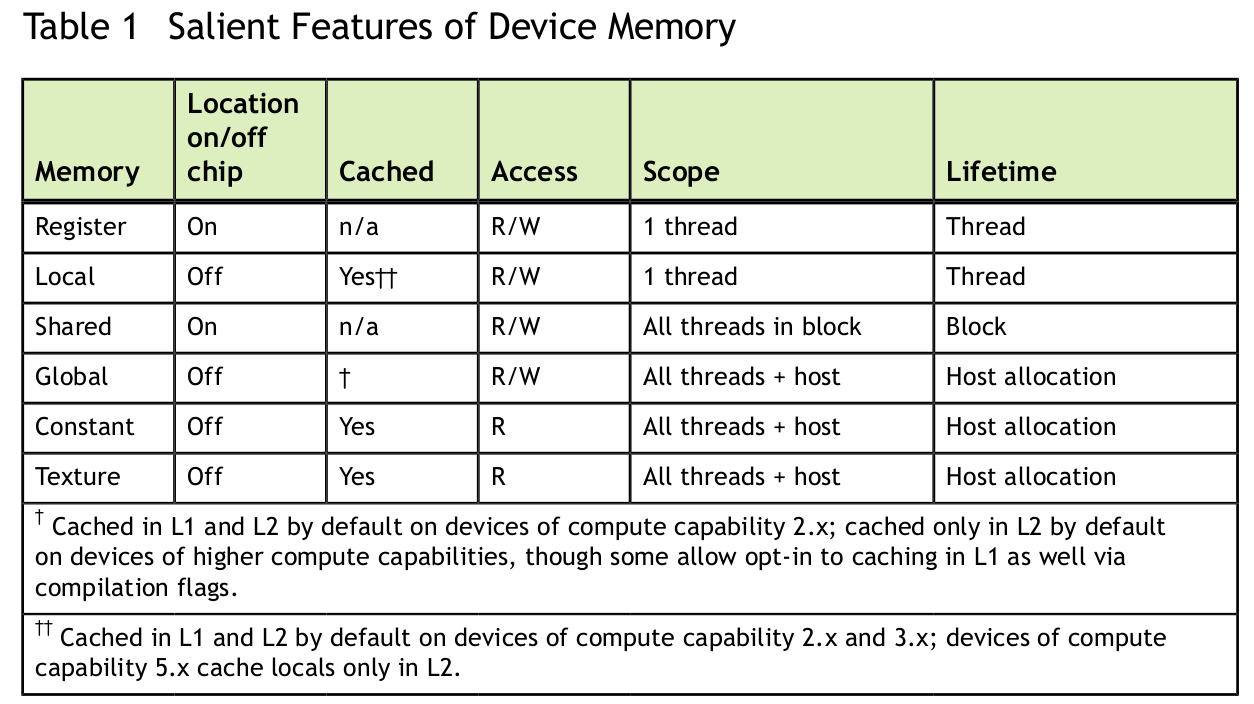 Table 1 Salient Features of Device Memory
Memory Location on/off chip Cached Access Scope Lifetime
Register On n/a R/W 1 thread Thread
Local Off Yes†† R/W 1 thread Thread
Shared On n/a R/W All threads in block Block
Global Off † R/W All threads + host Host allocation
Constant Off Yes R All threads + host Host allocation
Texture Off Yes R All threads + host Host allocation
† Cached in L1 and L2 by default on devices of compute capability 2.x; cached only in L2 by default
on devices of higher compute capabilities, though some allow opt-in to caching in L1 as well via
compilation flags.
†† Cached in L1 and L2 by default on devices of compute capability 2.x and 3.x; devices of compute
capability 5.x cache locals only in L2.